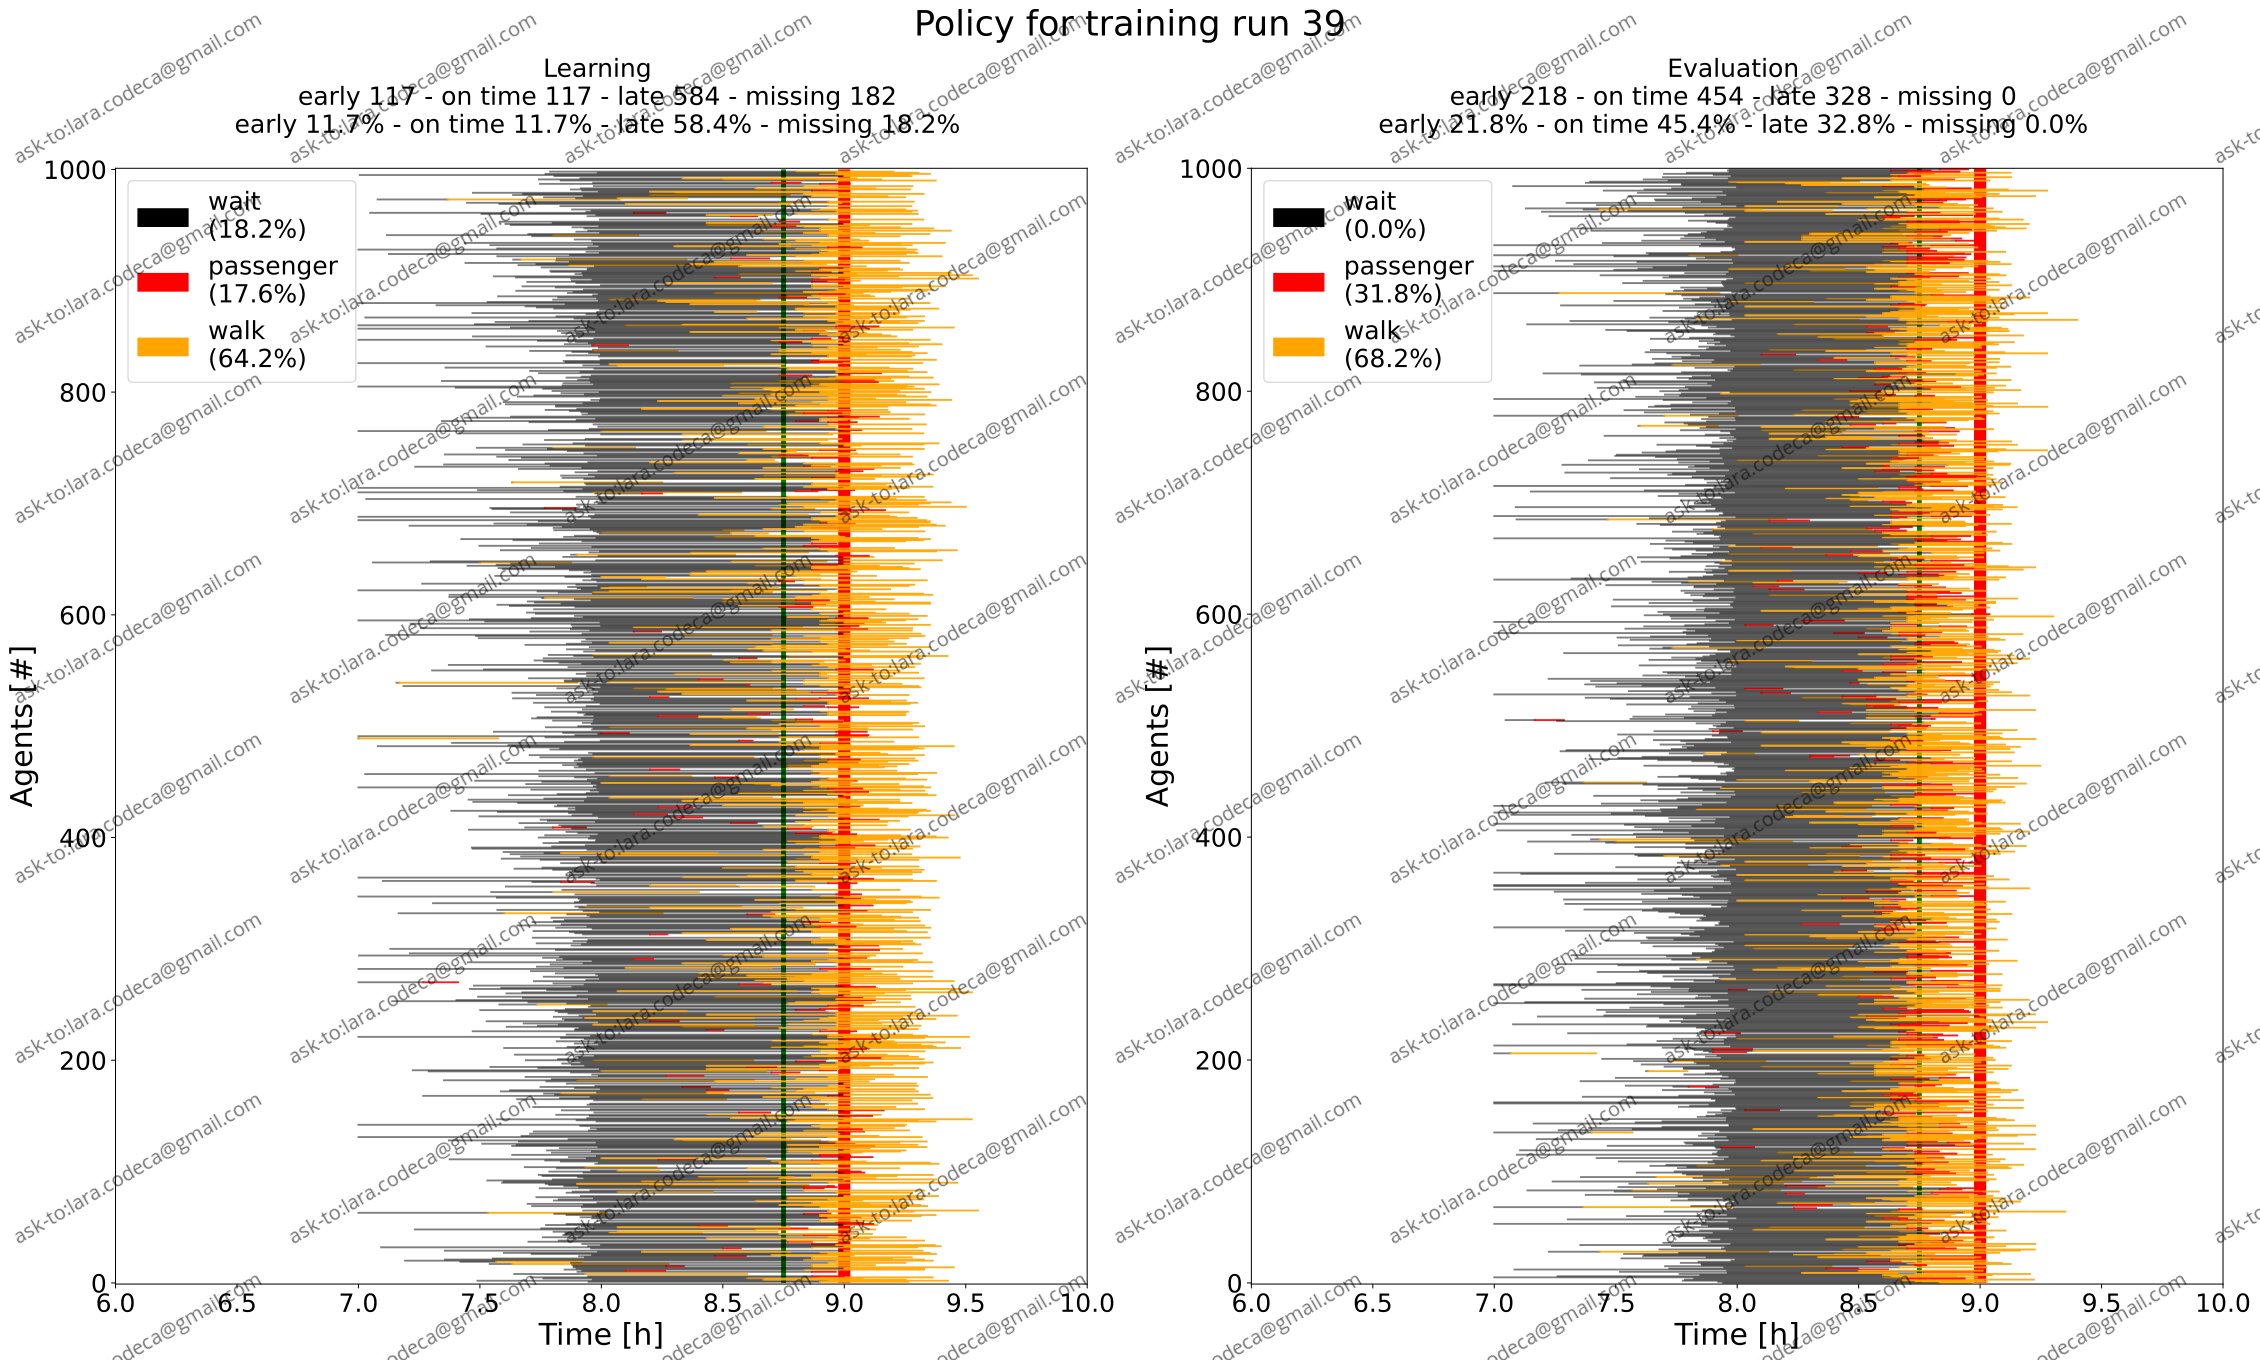 Policy for training run 39
Learning
early 117 - on time 117 - late 584 - missing 182
early 11.7% - on time 11.7% - late 58.4% - missing 18.2%
wait
(18.2%)
passenger
(17.6%)
walk
(64.2%)
Agents [#]
1000
800
600
400
200
0
6.0 6.5 7.0 7.5 8.0 8.5 9.0 9.5 10.0
Time [h]
Evaluation
early 218 - on time 454 - late 328 - missing 0
early 21.8% - on time 45.4% - late 32.8% - missing 0.0%
wait
(0.0%)
passenger
(31.8%)
walk
(68.2%)
Agents [#]
1000
800
600
400
200
0
6.0 6.5 7.0 7.5 8.0 8.5 9.0 9.5 10.0
Time [h]
ask-to:lara.codeca@gmail.com